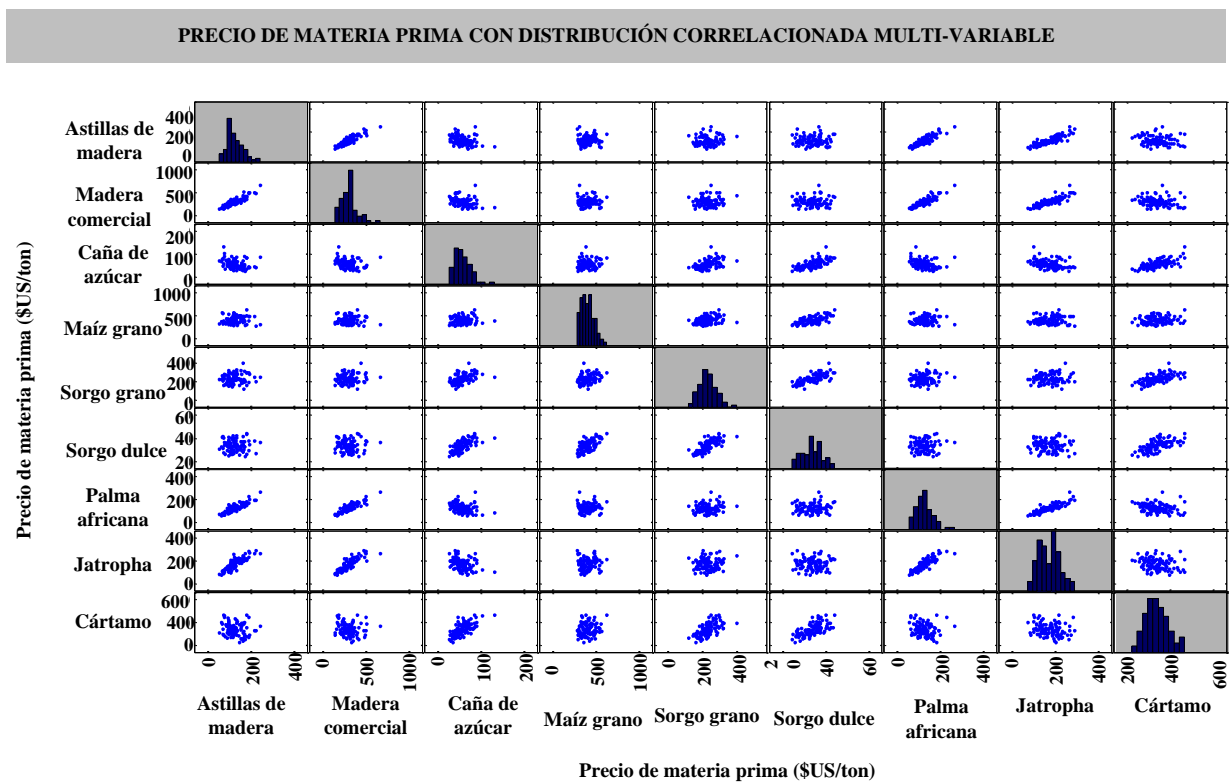 PRECIO DE MATERIA PRIMA CON DISTRIBUCIÓN CORRELACIONADA MULTI-VARIABLE
Precio de materia prima ($US/ton)
Astillas de
madera
400
200
0
Madera
comercial
1000
500
0
Caña de
azúcar
200
100
0
Maíz grano
1000
500
0
Sorgo grano
400
200
0
Sorgo dulce
60
40
20
Palma
africana
400
200
0
Jatropha
400
200
0
Cártamo
600
400
200
0 200 400
0 500 1000
0 100 200
0 500 1000
0 200 400
2 0 40 60
0 200 400
0 200 400
200 400 600
Astillas de
madera
Madera
comercial
Caña de
azúcar
Maíz grano
Sorgo grano
Sorgo dulce
Palma
africana
Jatropha
Cártamo
Precio de materia prima ($US/ton)